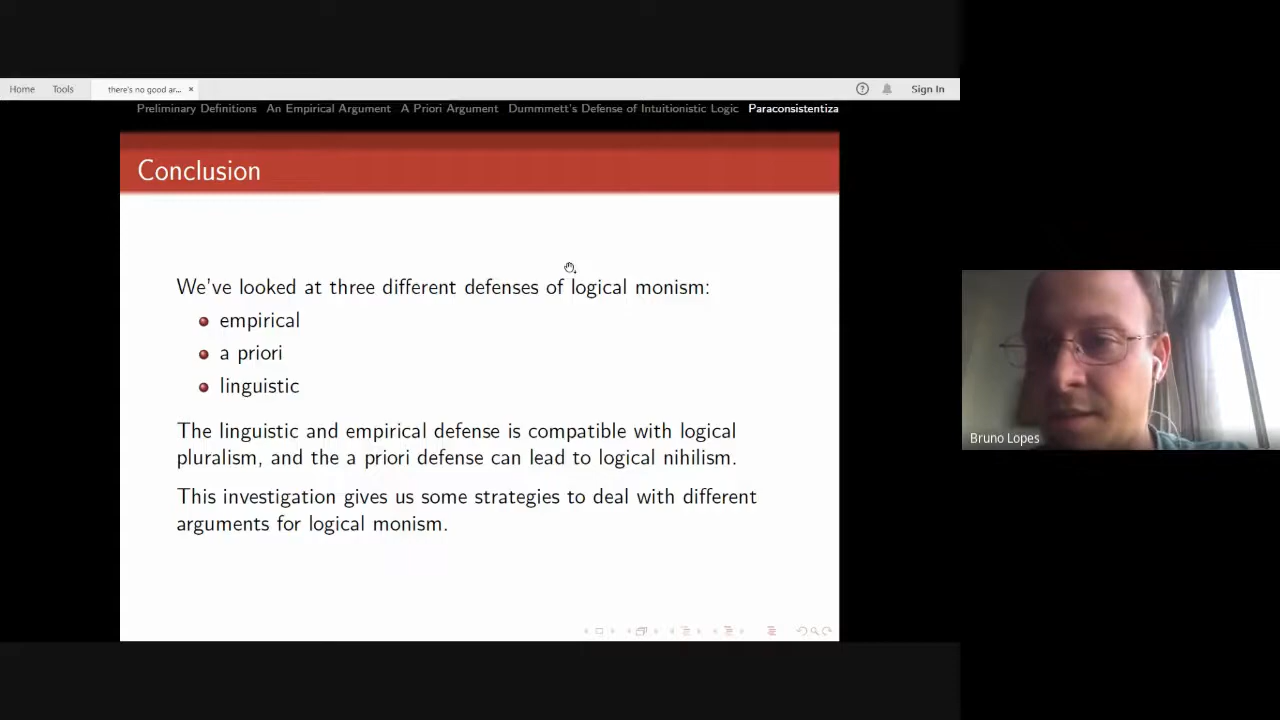 Home Tools there's no good ar... × ? Sign In
Preliminary Definitions An Empirical Argument A Priori Argument Dummmett's Defense of Intuitionistic Logic Paraconsistentiza
Conclusion
We've looked at three different defenses of logical monism:
empirical
a priori
linguistic
The linguistic and empirical defense is compatible with logical
pluralism, and the a priori defense can lead to logical nihilism.
This investigation gives us some strategies to deal with different
arguments for logical monism.
Bruno Lopes